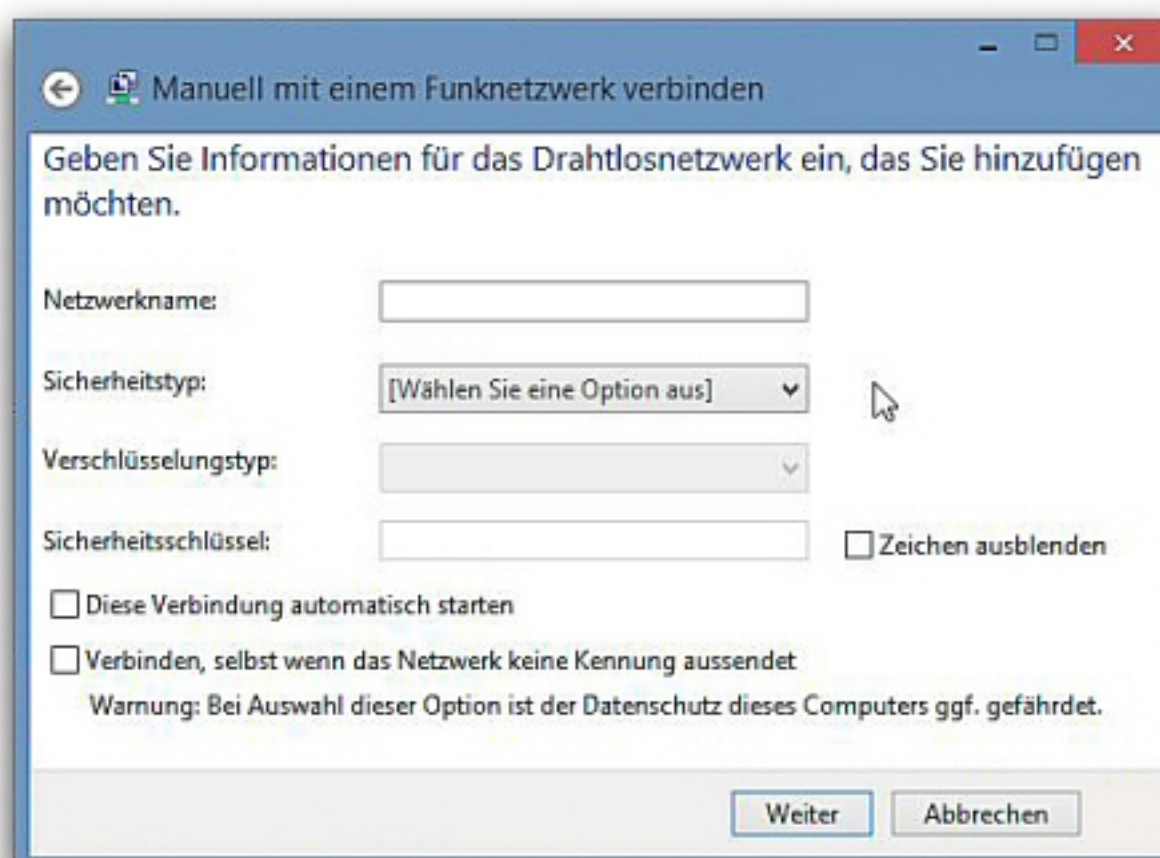 Manuell mit einem Funknetzwerk verbinden
Geben Sie Informationen für das Drahtlosnetzwerk ein, das Sie hinzufügen
möchten.
Netzwerkname:
Sicherheitstyp:
[Wählen Sie eine Option aus]
Verschlüsselungstyp:
Sicherheitsschlüssel:
Zeichen ausblenden
Diese Verbindung automatisch starten
Verbinden, selbst wenn das Netzwerk keine Kennung aussendet
Warnung: Bei Auswahl dieser Option ist der Datenschutz dieses Computers ggf. gefährdet.
Weiter
Abbrechen